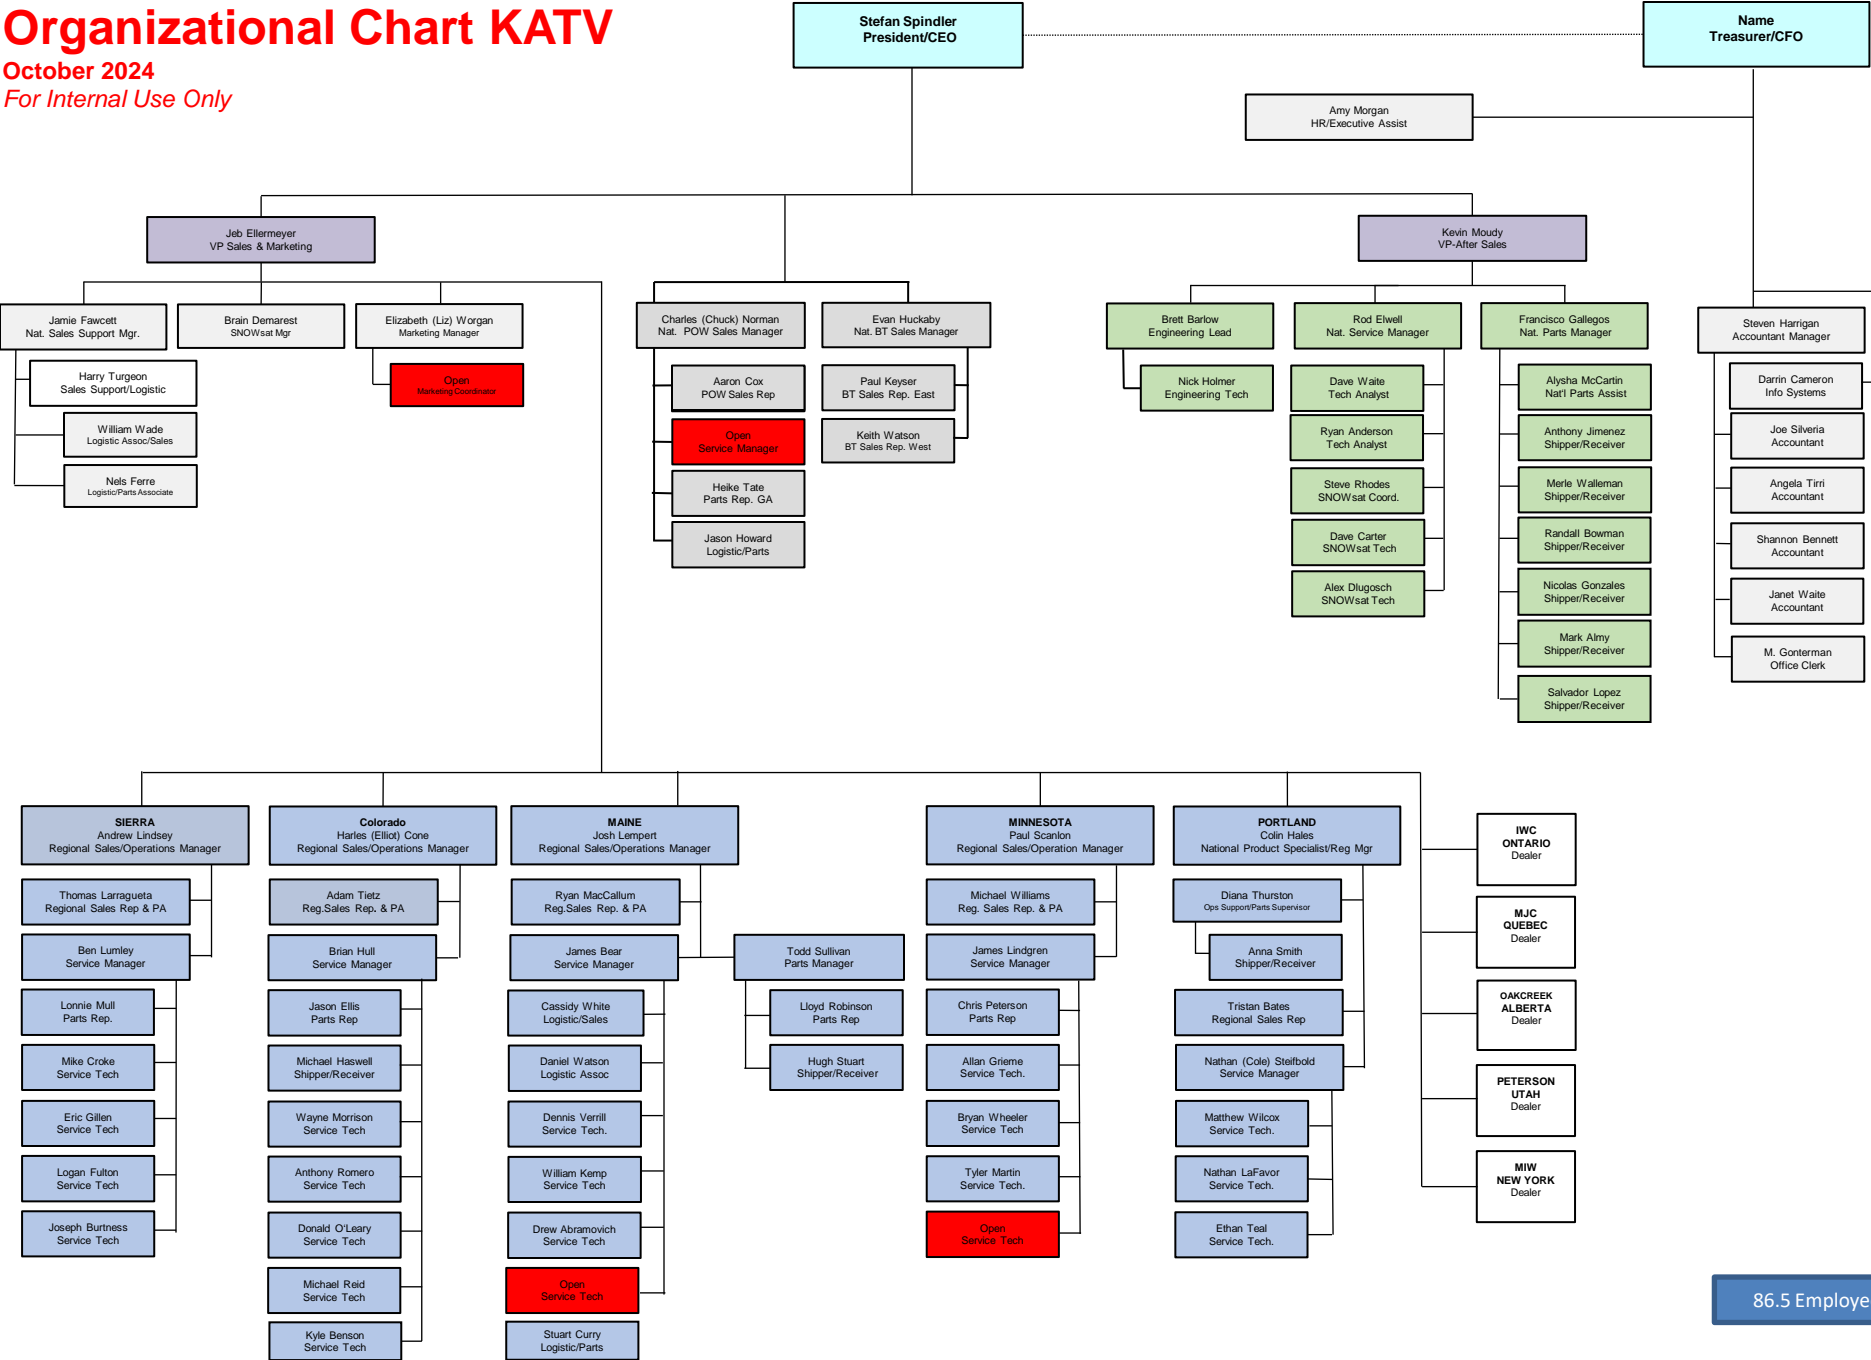 Organizational Chart KATV
October 2024
For Internal Use Only
Stefan Spindler
President/CEO
Name
Treasurer/CFO
Amy Morgan
HR/Executive Assist
Jeb Ellermeyer
VP Sales & Marketing
Kevin Moudy
VP-After Sales
Jamie Fawcett
Nat. Sales Support Mgr.
Brain Demarest
SNOWsat Mgr
Elizabeth (Liz) Worgan
Marketing Manager
Harry Turgeon
Sales Support/Logistic
William Wade
Logistic Assoc/Sales
Nels Ferre
Logistic/Parts Associate
Open
Marketing Coordinator
Charles (Chuck) Norman
Nat. POW Sales Manager
Evan Huckaby
Nat. BT Sales Manager
Aaron Cox
POW Sales Rep
Open
Service Manager
Heike Tate
Parts Rep. GA
Jason Howard
Logistic/Parts
Paul Keyser
BT Sales Rep. East
Keith Watson
BT Sales Rep. West
Brett Barlow
Engineering Lead
Nick Holmer
Engineering Tech
Rod Elwell
Nat. Service Manager
Dave Waite
Tech Analyst
Ryan Anderson
Tech Analyst
Steve Rhodes
SNOWsat Coord.
Dave Carter
SNOWsat Tech
Alex Dlugosch
SNOWsat Tech
Francisco Gallegos
Nat. Parts Manager
Alysha McCartin
Nat'l Parts Assist
Anthony Jimenez
Shipper/Receiver
Merle Walleman
Shipper/Receiver
Randall Bowman
Shipper/Receiver
Nicolas Gonzales
Shipper/Receiver
Mark Almy
Shipper/Receiver
Salvador Lopez
Shipper/Receiver
Steven Harrigan
Accountant Manager
Darrin Cameron
Info Systems
Joe Silveria
Accountant
Angela Tirri
Accountant
Shannon Bennett
Accountant
Janet Waite
Accountant
M. Gonterman
Office Clerk
SIERRA
Andrew Lindsey
Regional Sales/Operations Manager
Thomas Larragueta
Regional Sales Rep & PA
Ben Lumley
Service Manager
Lonnie Mull
Parts Rep.
Mike Croke
Service Tech
Eric Gillen
Service Tech
Logan Fulton
Service Tech
Joseph Burtness
Service Tech
Colorado
Harles (Elliot) Cone
Regional Sales/Operations Manager
Adam Tietz
Reg.Sales Rep. & PA
Brian Hull
Service Manager
Jason Ellis
Parts Rep
Michael Haswell
Shipper/Receiver
Wayne Morrison
Service Tech
Anthony Romero
Service Tech
Donald O'Leary
Service Tech
Michael Reid
Service Tech
Kyle Benson
Service Tech
MAINE
Josh Lempert
Regional Sales/Operations Manager
Ryan MacCallum
Reg.Sales Rep. & PA
James Bear
Service Manager
Cassidy White
Logistic/Sales
Daniel Watson
Logistic Assoc
Dennis Verrill
Service Tech.
William Kemp
Service Tech
Drew Abramovich
Service Tech
Open
Service Tech
Stuart Curry
Logistic/Parts
Todd Sullivan
Parts Manager
Lloyd Robinson
Parts Rep
Hugh Stuart
Shipper/Receiver
MINNESOTA
Paul Scanlon
Regional Sales/Operation Manager
Michael Williams
Reg. Sales Rep. & PA
James Lindgren
Service Manager
Chris Peterson
Parts Rep
Allan Grieme
Service Tech.
Bryan Wheeler
Service Tech
Tyler Martin
Service Tech.
Open
Service Tech
PORTLAND
Colin Hales
National Product Specialist/Reg Mgr
Diana Thurston
Ops Support/Parts Supervisor
Anna Smith
Shipper/Receiver
Tristan Bates
Regional Sales Rep
Nathan (Cole) Steifbold
Service Manager
Matthew Wilcox
Service Tech.
Nathan LaFavor
Service Tech.
Ethan Teal
Service Tech.
IWC
ONTARIO
Dealer
MJC
QUEBEC
Dealer
OAKCREEK
ALBERTA
Dealer
PETERSON
UTAH
Dealer
MIW
NEW YORK
Dealer
86.5 Employe